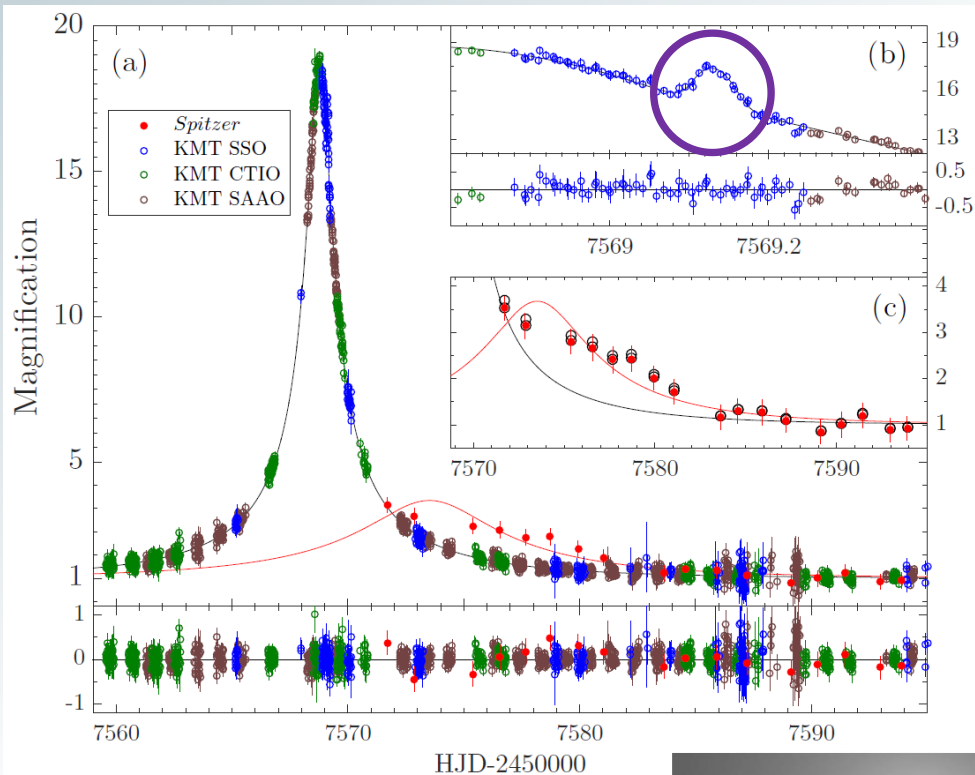 20
(a)
Spitzer
KMT SSO
KMT CTIO
KMT SAAO
15
10
5
1
Magnification
(b)
19
16
13
0.5
-0.5
7569
7569.2
(c)
4
3
2
1
7570
7580
7590
1
0
-1
7560
7570
7580
7590
HJD-2450000